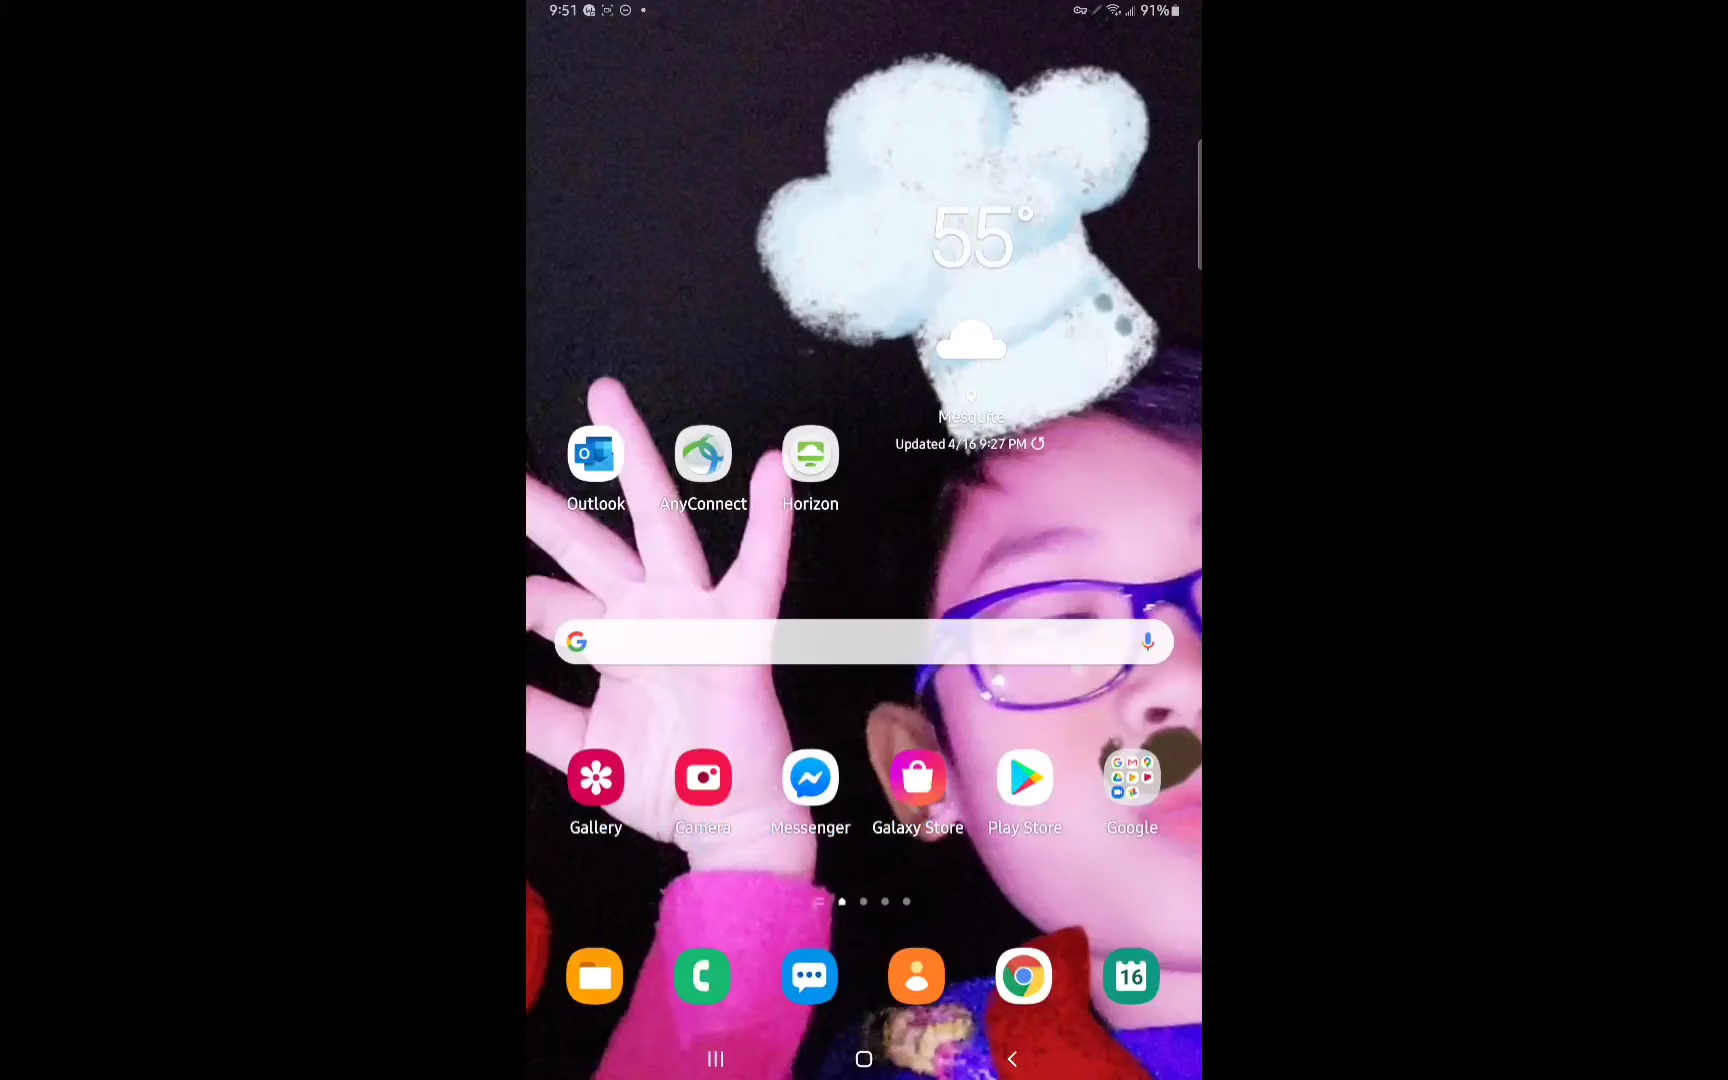 9:51
91%
55°
Mesquite
Updated 4/16 9:27 PM
Outlook AnyConnect Horizon
Gallery Camera Messenger Galaxy Store Play Store Google
16